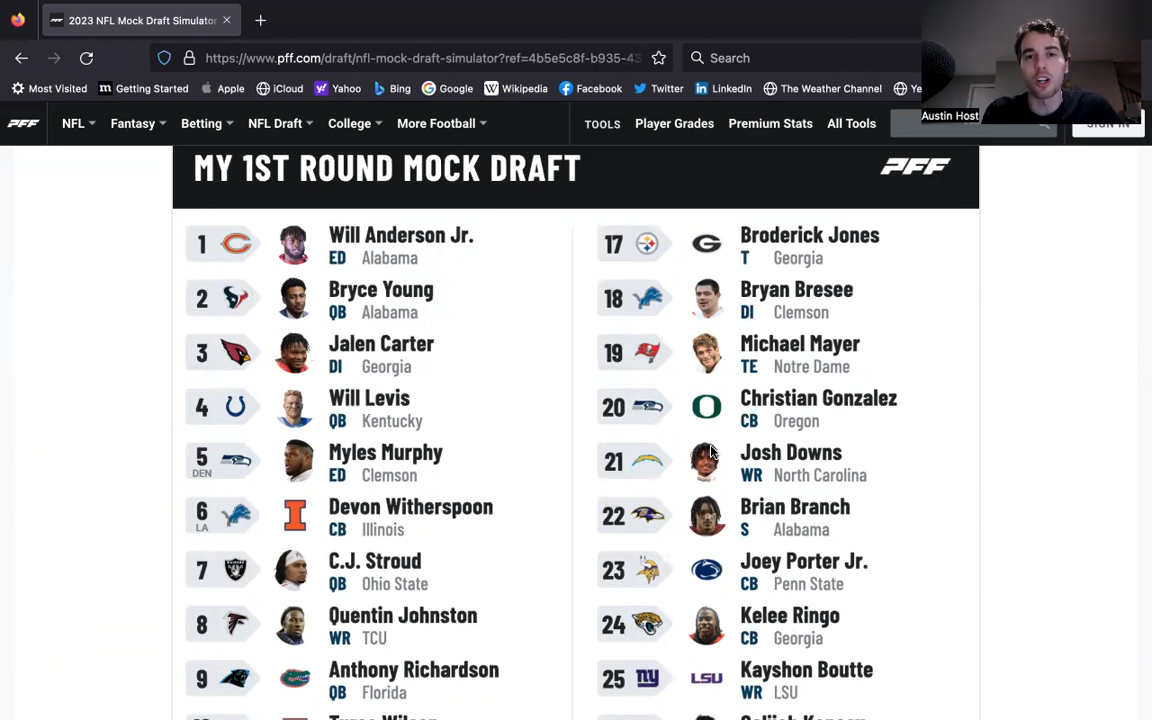 2023 NFL Mock Draft Simulator
https://www.pff.com/draft/nfl-mock-draft-simulator?ref=4b5e5c8f-b935-43
Search
Most Visited
Getting Started
Apple
iCloud
Yahoo
Bing
Google
Wikipedia
Facebook
Twitter
LinkedIn
The Weather Channel
Ye
Austin Host
PFF
NFL
Fantasy
Betting
NFL Draft
College
More Football
TOOLS
Player Grades
Premium Stats
All Tools
SIGN IN
MY 1ST ROUND MOCK DRAFT
PFF
1 Will Anderson Jr.
ED Alabama
2 Bryce Young
QB Alabama
3 Jalen Carter
DI Georgia
4 Will Levis
QB Kentucky
5 Myles Murphy
DEN ED Clemson
6 Devon Witherspoon
LA CB Illinois
7 C.J. Stroud
QB Ohio State
8 Quentin Johnston
WR TCU
9 Anthony Richardson
QB Florida
17 Broderick Jones
T Georgia
18 Bryan Bresee
DI Clemson
19 Michael Mayer
TE Notre Dame
20 Christian Gonzalez
CB Oregon
21 Josh Downs
WR North Carolina
22 Brian Branch
S Alabama
23 Joey Porter Jr.
CB Penn State
24 Kelee Ringo
CB Georgia
25 ny LSU Kayshon Boutte
WR LSU